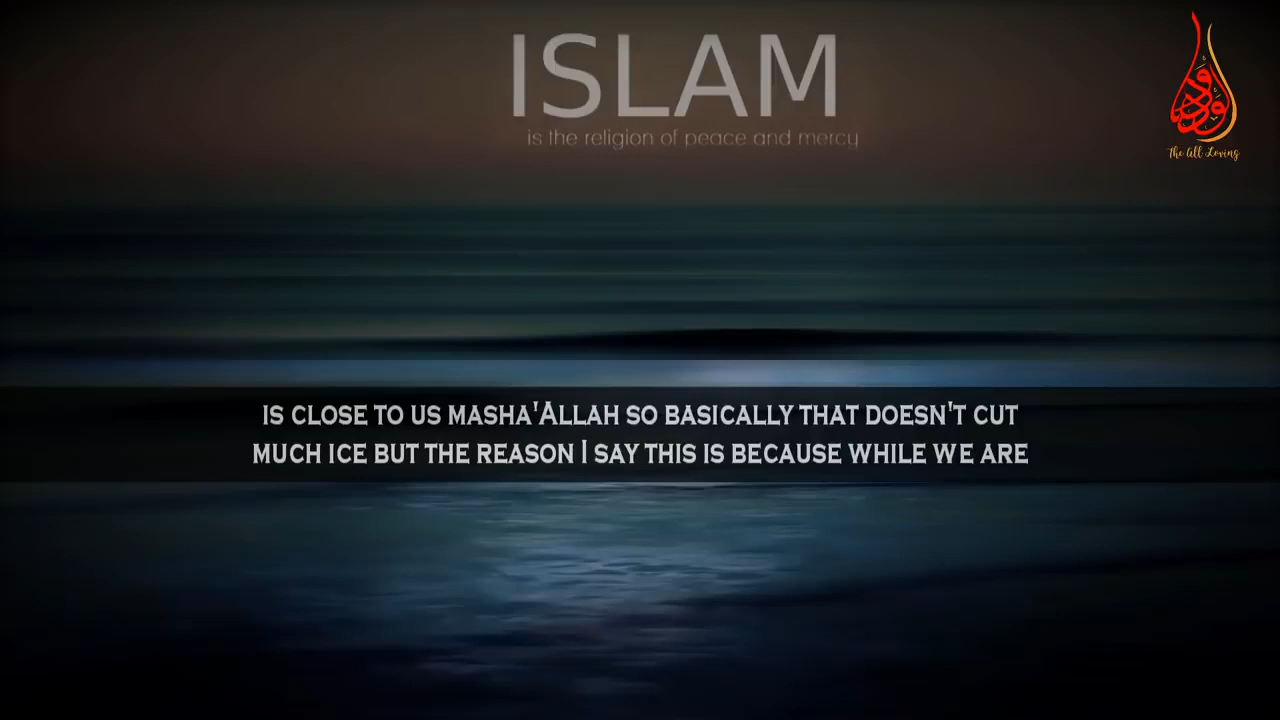 ISLAM
is the religion of peace and mercy
الودود
The All Loving
IS CLOSE TO US MASHA'ALLAH SO BASICALLY THAT DOESN'T CUT
MUCH ICE BUT THE REASON I SAY THIS IS BECAUSE WHILE WE ARE